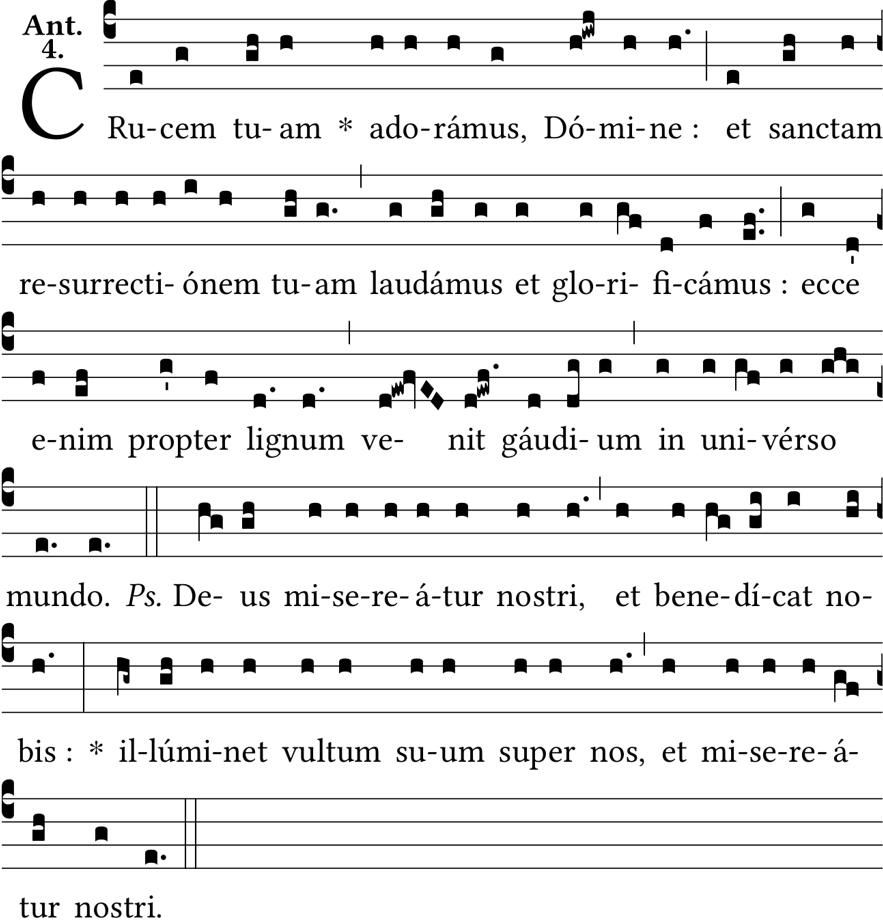 Ant.
4.
CRu-cem tu-am * ado-rámus, Dó-mi-ne : et sanctam
re-surrecti-ónem tu-am laudámus et glo-ri-fi-cámus : ecce
e-nim propter lignum ve-nit gáudi-um in uni-vérso
mundo. Ps. De-us mi-se-re-á-tur nostri, et bene-dí-cat no-
bis : * il-lúmi-net vultum su-um super nos, et mi-se-re-á-
tur nostri.